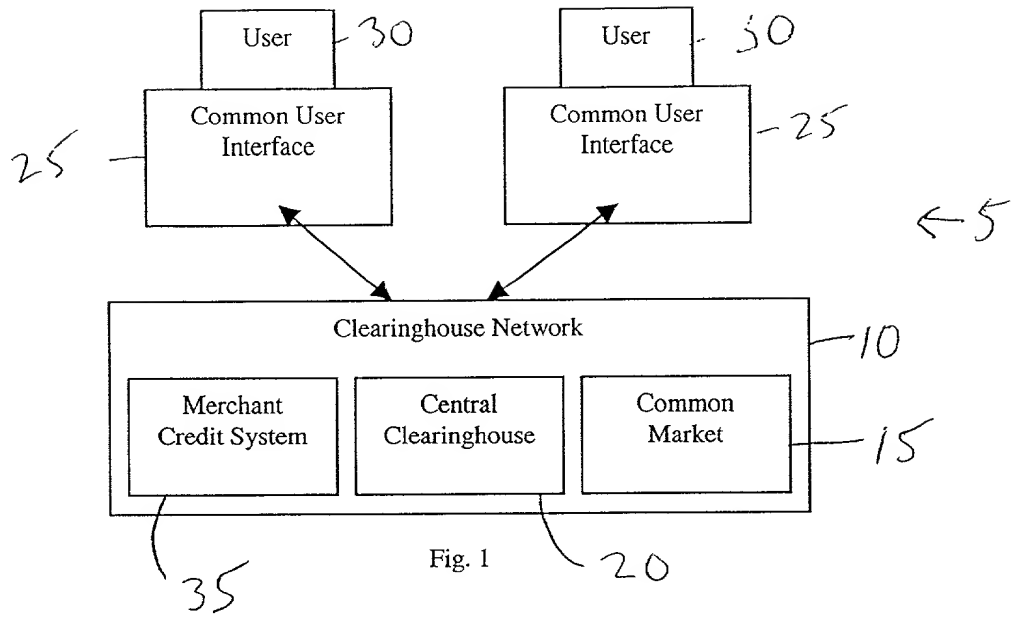 User
30
User
30
Common User
Interface
25
Common User
Interface
25
5
Clearinghouse Network
10
Merchant
Credit System
35
Central
Clearinghouse
20
Common
Market
15
Fig. 1